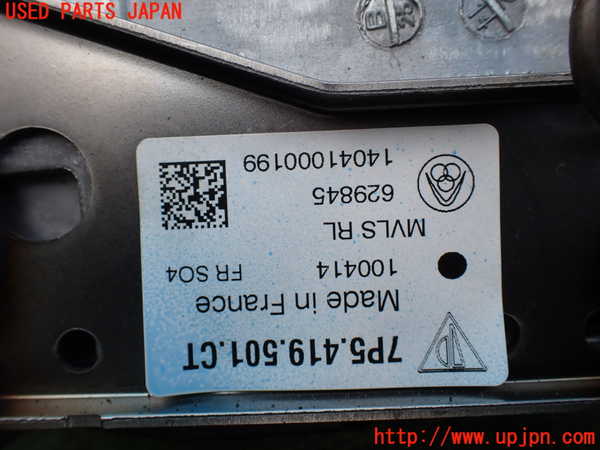 USED PARTS JAPAN
7P5.419.501.CT
Made in France
100414 FR SO4
MVLS RL
629845
14041000199
http://www.upjpn.com/